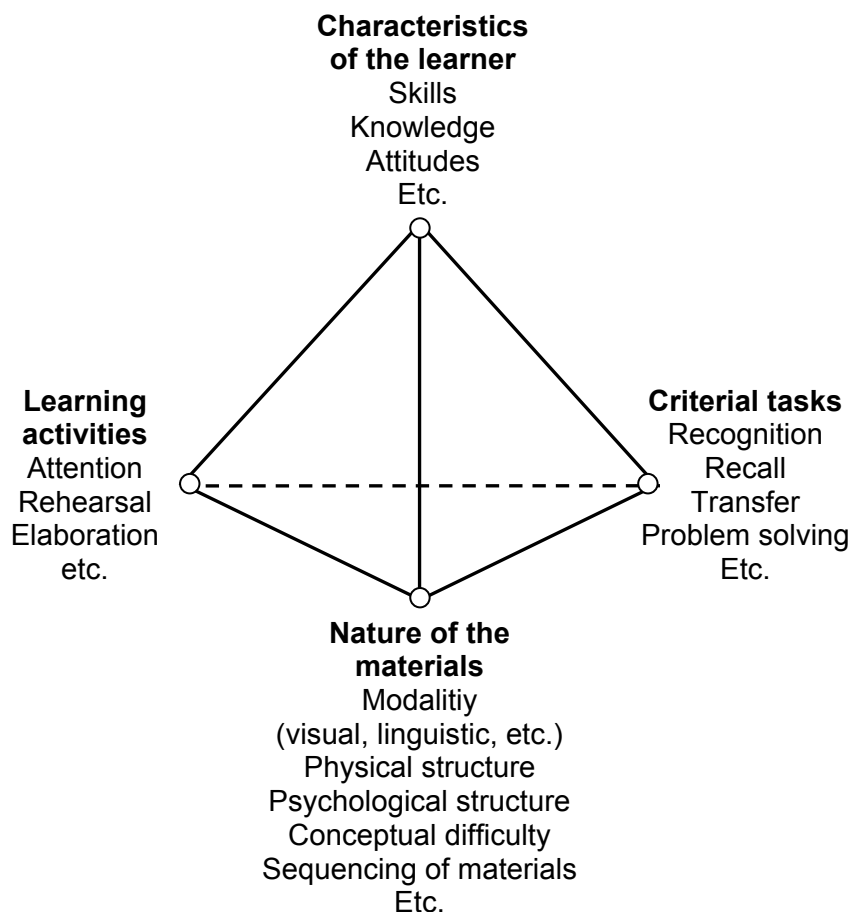 Characteristics
of the learner
Skills
Knowledge
Attitudes
Etc.
Learning
activities
Attention
Rehearsal
Elaboration
etc.
Criterial tasks
Recognition
Recall
Transfer
Problem solving
Etc.
Nature of the
materials
Modalitiy
(visual, linguistic, etc.)
Physical structure
Psychological structure
Conceptual difficulty
Sequencing of materials
Etc.